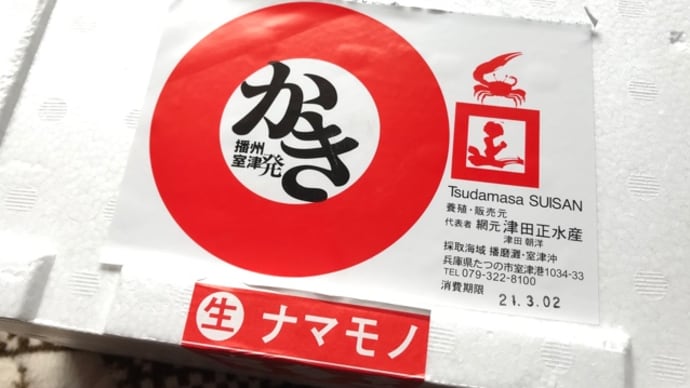 かき
播州
室津発
正
Tsudamasa SUISAN
養殖・販売元
代表者 網元 津田正水産
津田 朝洋
採取海域 播磨灘・室津沖
兵庫県たつの市室津港1034-33
TEL 079-322-8100
消費期限 21.3.02
生 ナマモノ